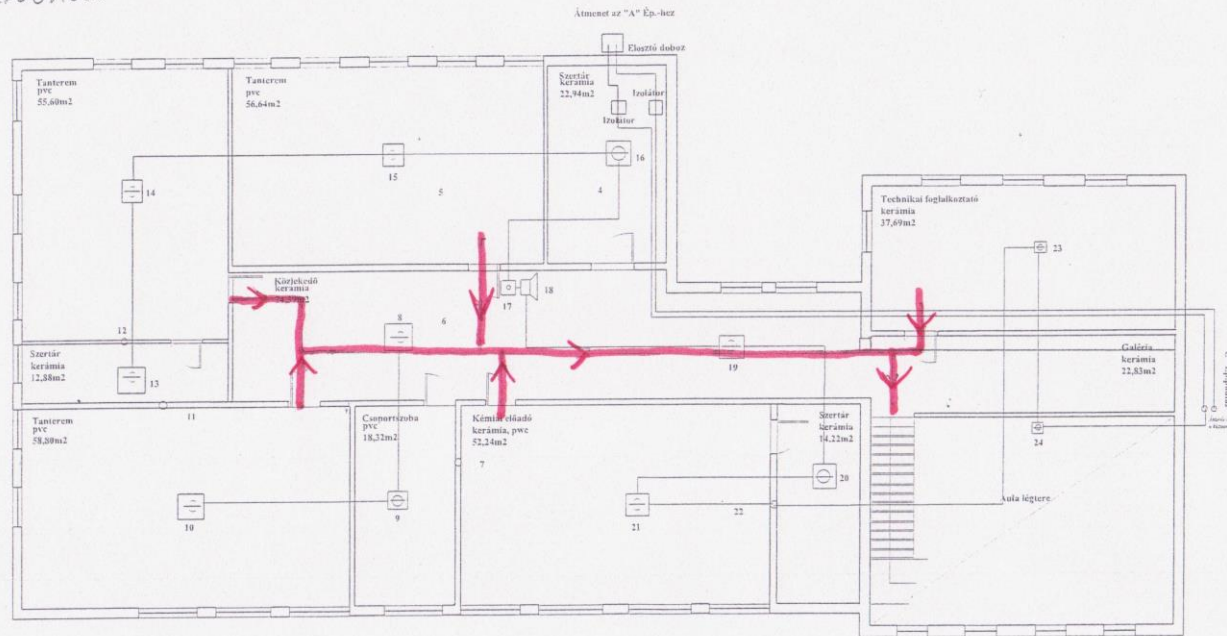 Átmenet az "A" Ép.-hez
Elosztó doboz
Tanterem
pvc
55,60m2
Tanterem
pvc
56,64m2
Szertár
kerámia
22,94m2
Izolátor
Izolátor
16
15
14
5
4
Technikai foglalkoztató
kerámia
37,69m2
23
Közlekedő
kerámia
17
18
8
6
12
Szertár
kerámia
12,88m2
13
19
Galéria
kerámia
22,83m2
11
Tanterem
pvc
58,80m2
Csoportszoba
pvc
18,32m2
Kémiai előadó
kerámia, pwc
52,24m2
Szertár
kerámia
14,22m2
24
7
20
10
9
21
22
Aula légtere